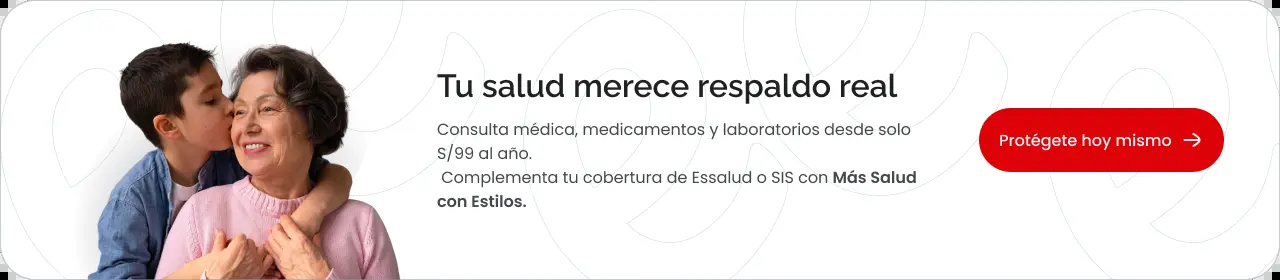 Tu salud merece respaldo real
Consulta médica, medicamentos y laboratorios desde solo
S/99 al año.
Complementa tu cobertura de Essalud o SIS con Más Salud
con Estilos.
Protégete hoy mismo →